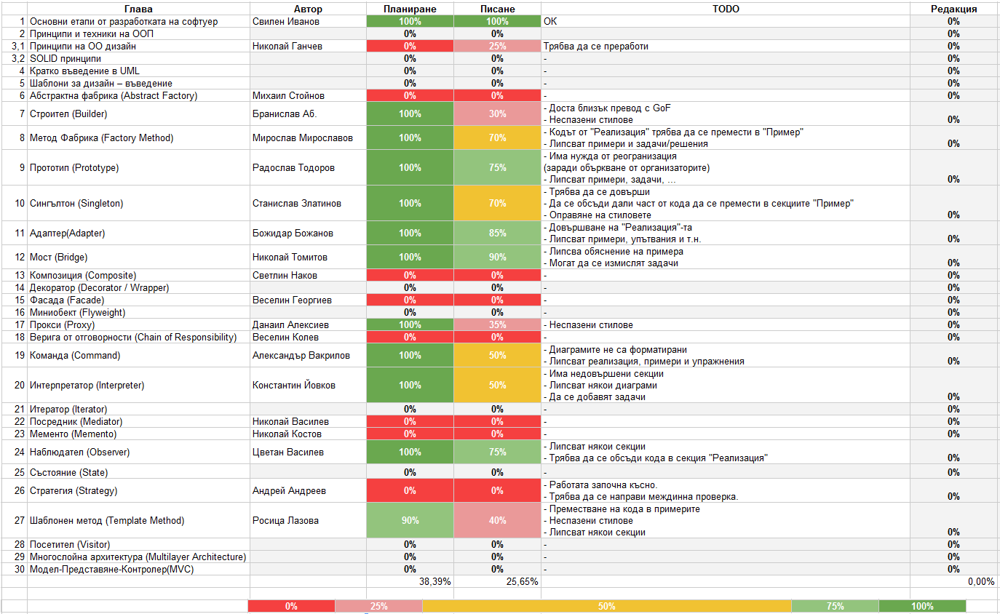 Глава Автор Планиране Писане TODO Редакция
1 Основни етапи от разработката на софтуер Свилен Иванов 100% 100% OK 0%
2 Принципи и техники на ООП 0% 0% 0%
3,1 Принципи на ОО дизайн Николай Ганчев 0% 25% Трябва да се преработи 0%
3,2 SOLID принципи 0% 0% - 0%
4 Кратко въведение в UML 0% 0% - 0%
5 Шаблони за дизайн – въведение 0% 0% - 0%
6 Абстрактна фабрика (Abstract Factory) Михаил Стойнов 0% 0% - 0%
7 Строител (Builder) Бранислав Аб. 100% 30% - Доста близък превод с GoF
- Неспазени стилове 0%
8 Метод Фабрика (Factory Method) Мирослав Мирославов 100% 70% - Кодът от "Реализация" трябва да се премести в "Пример"
- Липсват примери и задачи/решения 0%
9 Прототип (Prototype) Радослав Тодоров 100% 75% - Има нужда от реогранизация
(заради объркване от организаторите)
- Липсват примери, задачи, ... 0%
10 Сингълтон (Singleton) Станислав Златинов 100% 70% - Трябва да се довърши
- Да се обсъди дали част от кода да се премести в секциите "Пример"
- Оправяне на стиловете 0%
11 Адаптер(Adapter) Божидар Божанов 100% 85% - Довършване на "Реализация"-та
- Липсват примери, упътвания и т.н. 0%
12 Мост (Bridge) Николай Томитов 100% 90% - Липсва обяснение на примера
- Могат да се измислят задачи 0%
13 Композиция (Composite) Светлин Наков 0% 0% - 0%
14 Декоратор (Decorator / Wrapper) 0% 0% - 0%
15 Фасада (Facade) Веселин Георгиев 0% 0% - 0%
16 Миниобект (Flyweight) 0% 0% - 0%
17 Прокси (Proxy) Данаил Алексиев 100% 35% - Неспазени стилове 0%
18 Верига от отговорности (Chain of Responsibility) Веселин Колев 0% 0% - 0%
19 Команда (Command) Александър Вакрилов 100% 50% - Диаграмите не са форматирани
- Липсват реализация, примери и упражнения 0%
20 Интерпретатор (Interpreter) Константин Йовков 100% 50% - Има недовършени секции
- Липсват някои диаграми
- Да се добавят задачи 0%
21 Итератор (Iterator) 0% 0% - 0%
22 Посредник (Mediator) Николай Василев 0% 0% - 0%
23 Мементо (Memento) Николай Костов 0% 0% - 0%
24 Наблюдател (Observer) Цветан Василев 100% 75% - Липсват някои секции
- Трябва да се обсъди кода в секция "Реализация" 0%
25 Състояние (State) 0% 0% - 0%
26 Стратегия (Strategy) Андрей Андреев 0% 0% - Работата започна късно.
- Трябва да се направи междинна проверка. 0%
27 Шаблонен метод (Template Method) Росица Лазова 90% 40% - Преместване на кода в примерите
- Неспазени стилове
- Липсват някои секции 0%
28 Посетител (Visitor) 0% 0% - 0%
29 Многослойна архитектура (Multilayer Architecture) 0% 0% - 0%
30 Модел-Представяне-Контролер(MVC) 0% 0% - 0%
38,39% 25,65% 0,00%
0% 25% 50% 75% 100%